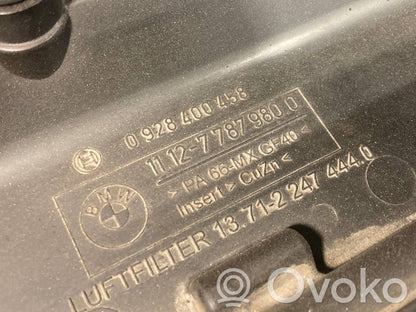 0 928 400 458
11 12-7 787 980 0
> PA 66-MX GF40 <
Insert > CuZn <
BMW
LUFTFILTER 13.71-2 247 444.0
Ovoko